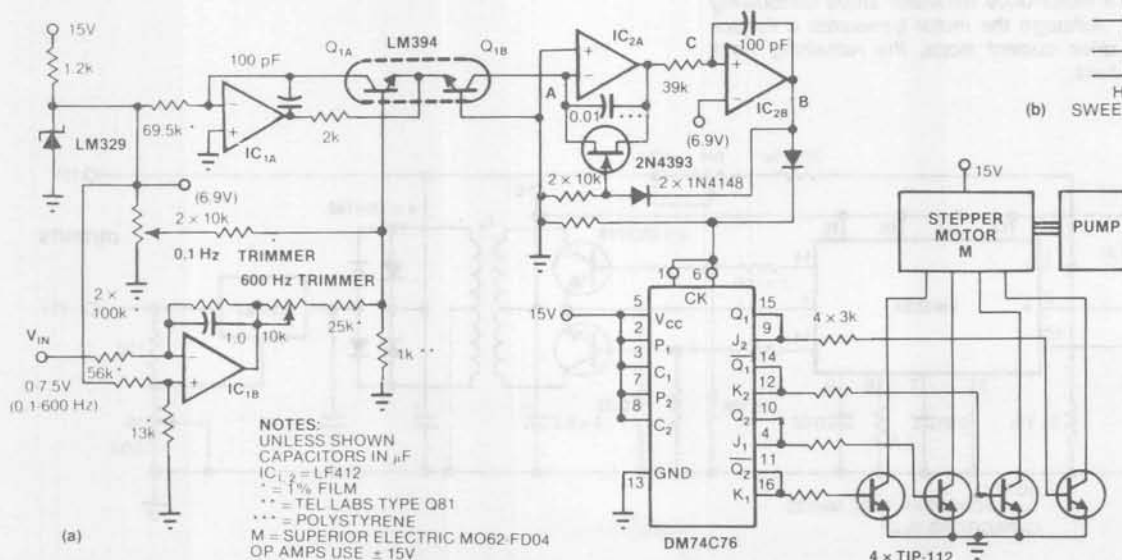 15V
1.2k
LM329
69.5k*
100 pF
IC1A
2k
Q1A
LM394
Q1B
(6.9V)
2 × 10k
0.1 Hz TRIMMER
600 Hz TRIMMER
2 ×
100k*
1.0
10k
25k*
1k**
VIN
0-7.5V
(0.1-600 Hz)
56k*
IC1B
13k
A
IC2A
0.01 ***
2N4393
2 × 10k
2 × 1N4148
C
39k
100 pF
IC2B
B
(6.9V)
(b)
H
SWEE
15V
STEPPER
MOTOR
M
PUMP
15V
1 6
CK
5 VCC
2 P1
3 C1
7 P2
8 C2
13 GND
Q1 15
J2 9
Q1 14
K2 12
Q2 10
J1 4
Q2 11
K1 16
DM74C76
4 × 3k
4 × TIP-112
NOTES:
UNLESS SHOWN
CAPACITORS IN µF
IC1,2 = LF412
* = 1% FILM
** = TEL LABS TYPE Q81
*** = POLYSTYRENE
M = SUPERIOR ELECTRIC MO62-FD04
OP AMPS USE ± 15V
(a)